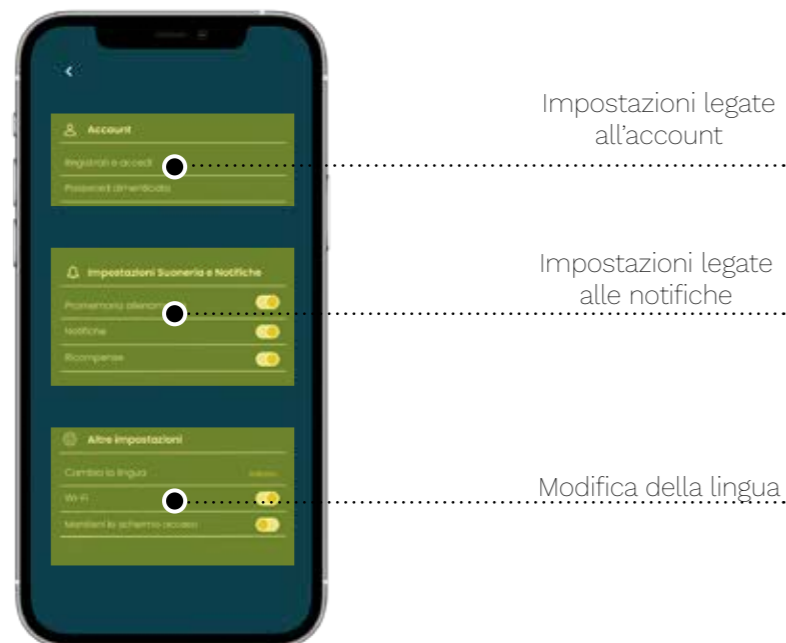 Account
Registrati e accedi
Password dimenticata
Impostazioni legate
all'account
Impostazioni Suoneria e Notifiche
Promemoria
Notifiche
Ricompense
Impostazioni legate
alle notifiche
Altre impostazioni
Cambia la lingua
Wi-Fi
Mantieni lo schermo acceso
Modifica della lingua